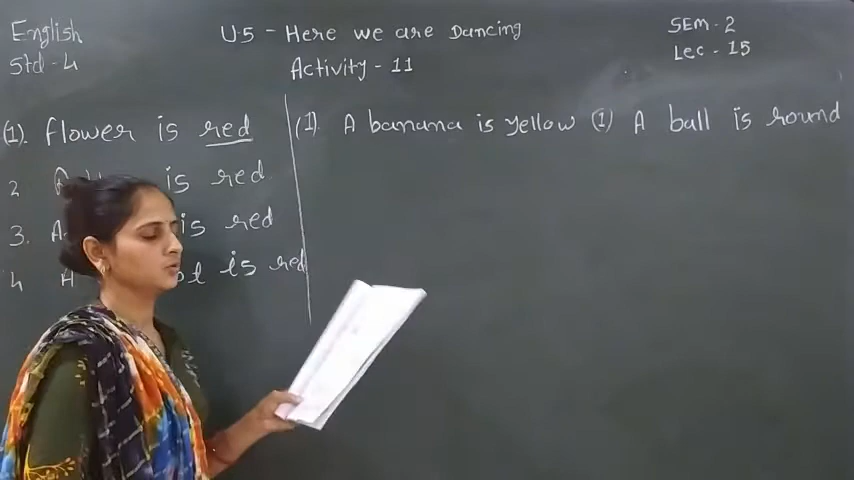 English
Std - 4
U.5 - Here we are Dancing
Activity - 11
SEM - 2
Lec - 15
(1). flower is red
2 is red
3. A is red
4 A is red
(1). A banana is yellow
(1) A ball is round